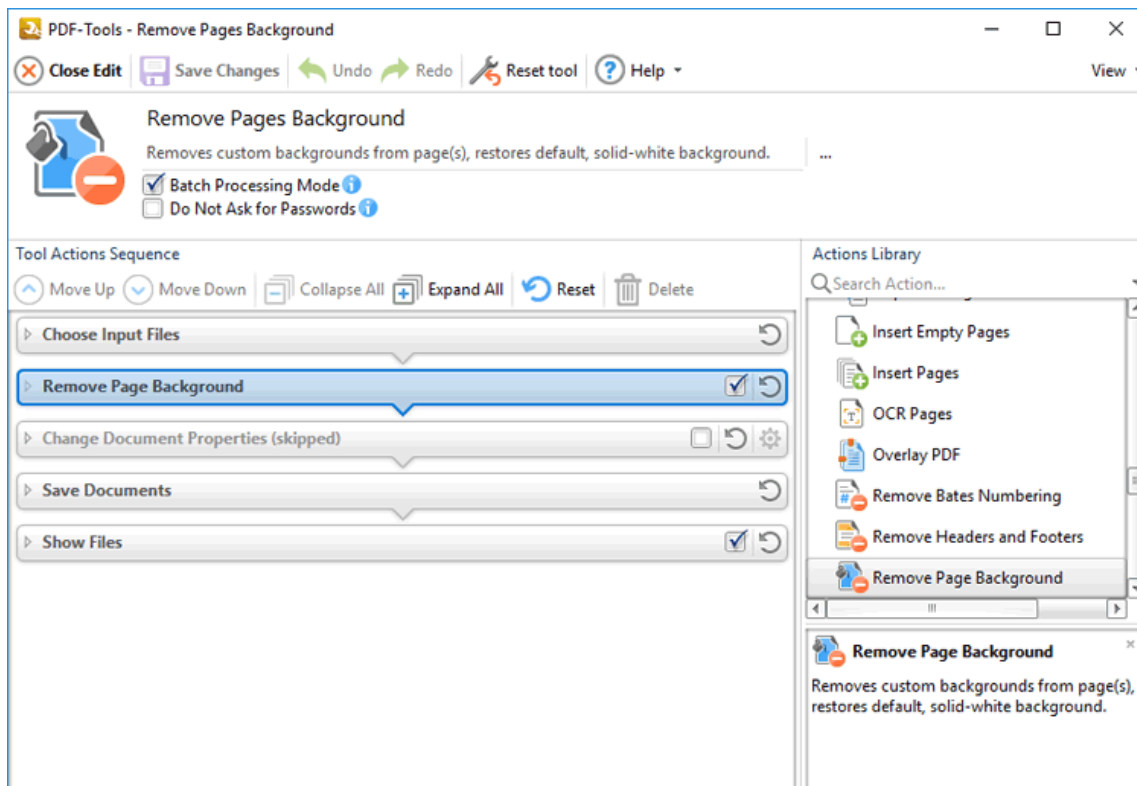 PDF-Tools - Remove Pages Background
Close Edit Save Changes Undo Redo Reset tool Help View
Remove Pages Background
Removes custom backgrounds from page(s), restores default, solid-white background. ...
Batch Processing Mode
Do Not Ask for Passwords
Tool Actions Sequence
Move Up Move Down Collapse All Expand All Reset Delete
Choose Input Files
Remove Page Background
Change Document Properties (skipped)
Save Documents
Show Files
Actions Library
Search Action...
Insert Empty Pages
Insert Pages
OCR Pages
Overlay PDF
Remove Bates Numbering
Remove Headers and Footers
Remove Page Background
Remove Page Background
Removes custom backgrounds from page(s),
restores default, solid-white background.